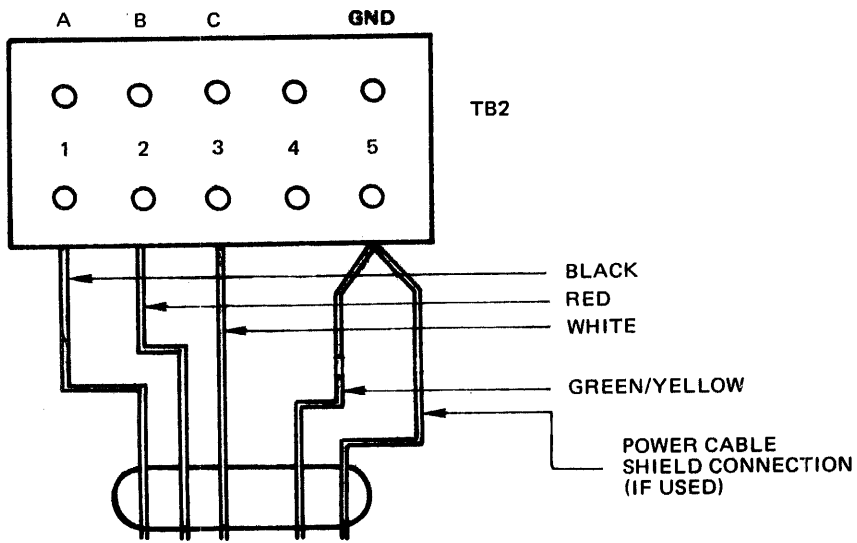 A B C GND
TB2
1 2 3 4 5
BLACK
RED
WHITE
GREEN/YELLOW
POWER CABLE
SHIELD CONNECTION
(IF USED)